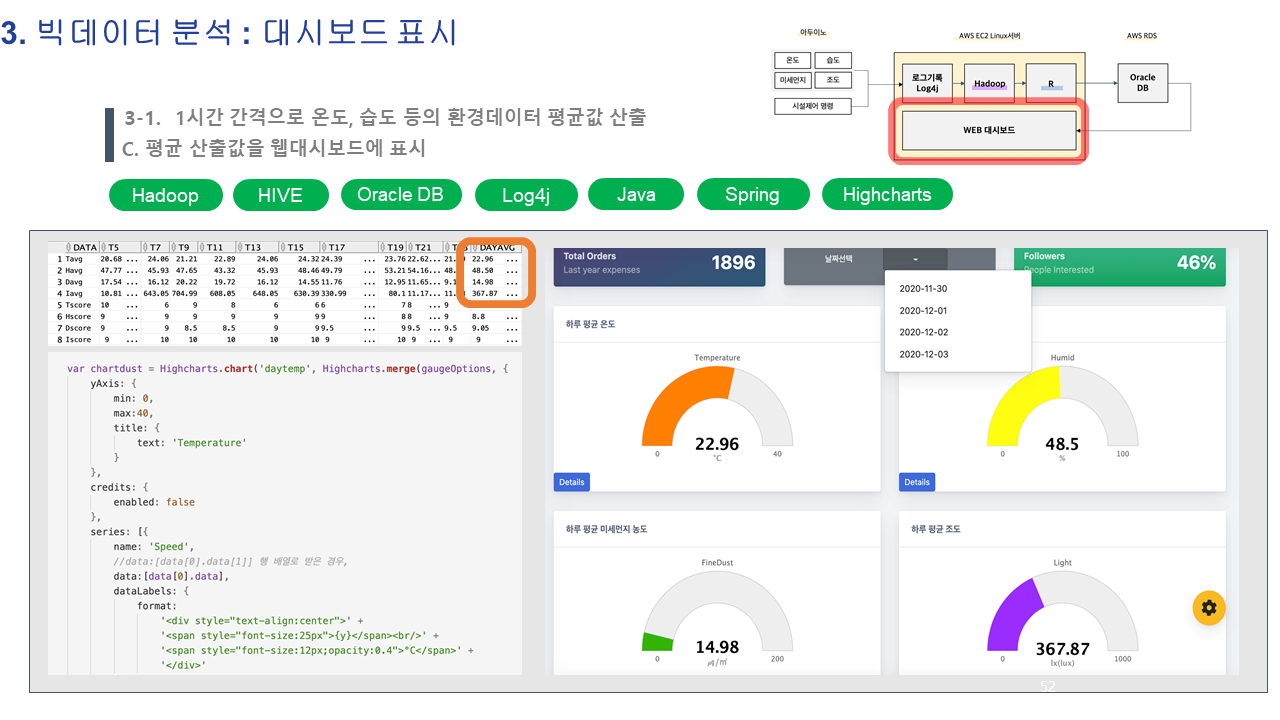 3. 빅데이터 분석 : 대시보드 표시
아두이노
AWS EC2 Linux서버
AWS RDS
온도
습도
미세먼지
조도
시설제어 명령
로그기록
Log4j
Hadoop
R
Oracle
DB
WEB 대시보드
3-1. 1시간 간격으로 온도, 습도 등의 환경데이터 평균값 산출
C. 평균 산출값을 웹대시보드에 표시
Hadoop
HIVE
Oracle DB
Log4j
Java
Spring
Highcharts
DATA T5 T7 T9 T11 T13 T15 T17 T19 T21 DAYAVG
1 Tavg 20.68 ... 24.06 21.21 22.89 24.06 24.32 24.39 ... 23.76 22.62... 22.96 ...
2 Havg 47.77 ... 45.93 47.65 43.32 45.93 48.46 49.79 ... 53.21 54.16... 48.50 ...
3 Davg 17.54 ... 16.12 20.22 19.72 16.12 14.55 11.76 ... 12.95 11.65... 14.98 ...
4 Iavg 10.81 ... 643.05 704.99 608.05 648.05 630.39 330.99 ... 80.1 11.17... 367.87 ...
5 Tscore 10 ... 6 9 8 6 6 6 ... 7 8 ... 9
6 Hscore 9 ... 9 9 9 9 9 9 ... 8 8 ... 9 8.8 ...
7 Dscore 9 ... 9 8.5 8.5 9 9 9.5 ... 9 9.5 ... 9.5 9.05 ...
8 Iscore 9 ... 10 10 10 10 10 9 ... 10 9 ... 9 9 ...
var chartdust = Highcharts.chart('daytemp', Highcharts.merge(gaugeOptions, {
yAxis: {
min: 0,
max:40,
title: {
text: 'Temperature'
}
},
credits: {
enabled: false
},
series: [{
name: 'Speed',
//data:[data[0].data[1]] 행 배열로 받은 경우,
data:[data[0].data],
dataLabels: {
format:
'<div style="text-align:center">' +
'<span style="font-size:25px">{y}</span><br/>' +
'<span style="font-size:12px;opacity:0.4">°C</span>' +
'</div>'
Total Orders
Last year expenses
1896
날짜선택
2020-11-30
2020-12-01
2020-12-02
2020-12-03
Followers
People Interested
46%
하루 평균 온도
Temperature
22.96
°C
0
40
Details
Humid
48.5
%
0
100
Details
하루 평균 미세먼지 농도
FineDust
14.98
㎍/㎥
0
200
하루 평균 조도
Light
367.87
lx(lux)
0
1000
52